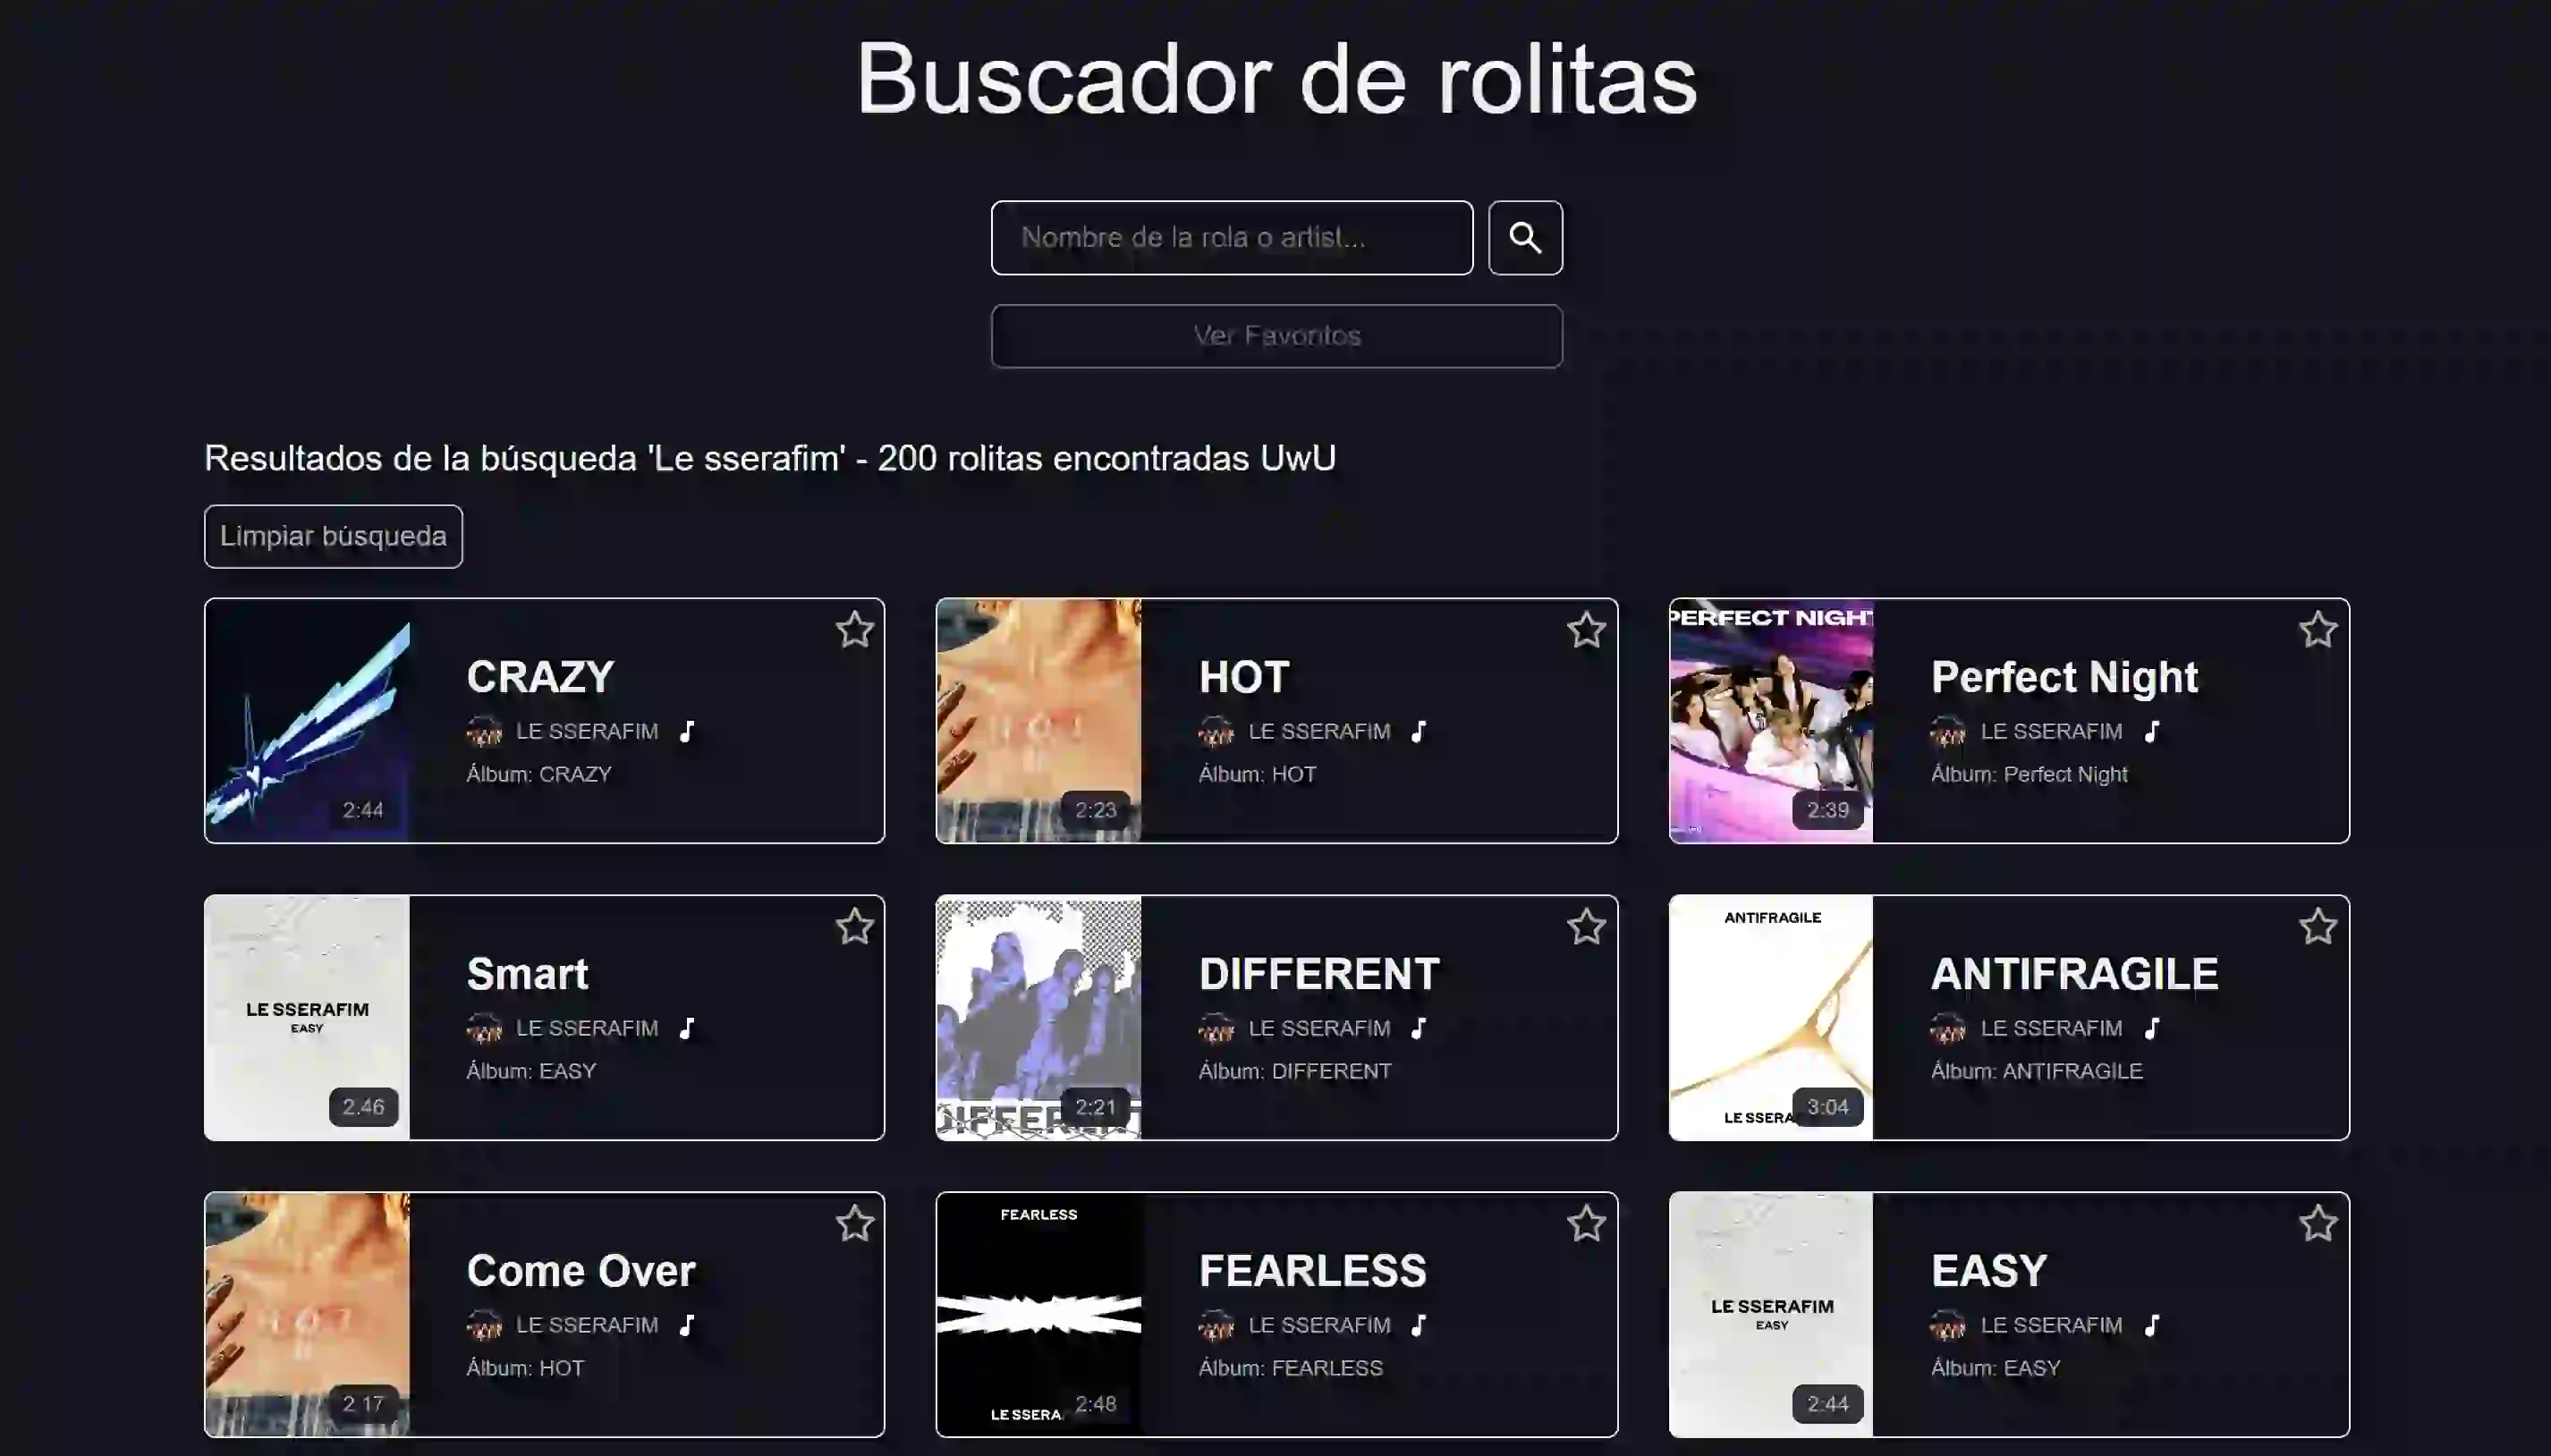 Buscador de rolitas
Nombre de la rola o artist...
Ver Favoritos
Resultados de la búsqueda 'Le sserafim' - 200 rolitas encontradas UwU
Limpiar búsqueda
CRAZY
LE SSERAFIM
Álbum: CRAZY
2:44
HOT
LE SSERAFIM
Álbum: HOT
2:23
PERFECT NIGHT
Perfect Night
LE SSERAFIM
Álbum: Perfect Night
2:39
LE SSERAFIM
EASY
Smart
LE SSERAFIM
Álbum: EASY
2:46
DIFFERENT
DIFFERENT
LE SSERAFIM
Álbum: DIFFERENT
2:21
ANTIFRAGILE
LE SSERA
ANTIFRAGILE
LE SSERAFIM
Álbum: ANTIFRAGILE
3:04
Come Over
LE SSERAFIM
Álbum: HOT
2:17
FEARLESS
LE SSERA
FEARLESS
LE SSERAFIM
Álbum: FEARLESS
2:48
LE SSERAFIM
EASY
EASY
LE SSERAFIM
Álbum: EASY
2:44